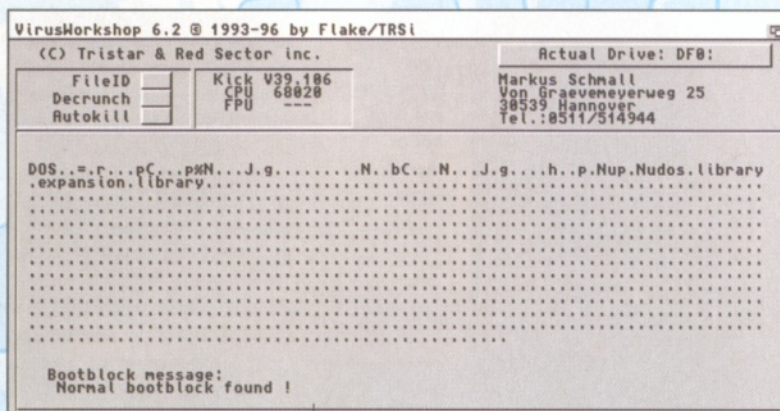 VirusWorkshop 6.2 © 1993-96 by Flake/TRSi
(C) Tristar & Red Sector inc.
Actual Drive: DF0:
FileID
Decrunch
Autokill
Kick V39.106
CPU 68020
FPU ---
Markus Schmall
Von Graevemeyerweg 25
30539 Hannover
Tel.:0511/514944
DOS..=.r...pC...p%N...J.g.........N..bC...N...J.g....h..p.Nup.Nudos.library
.expansion.library.........................................................
...........................................................................
...........................................................................
...........................................................................
...........................................................................
...........................................................................
...........................................................................
...........................................................................
...........................................................................
...........................................................................
...........................................................................
...........................................................................
.................................................
Bootblock message:
Normal bootblock found !